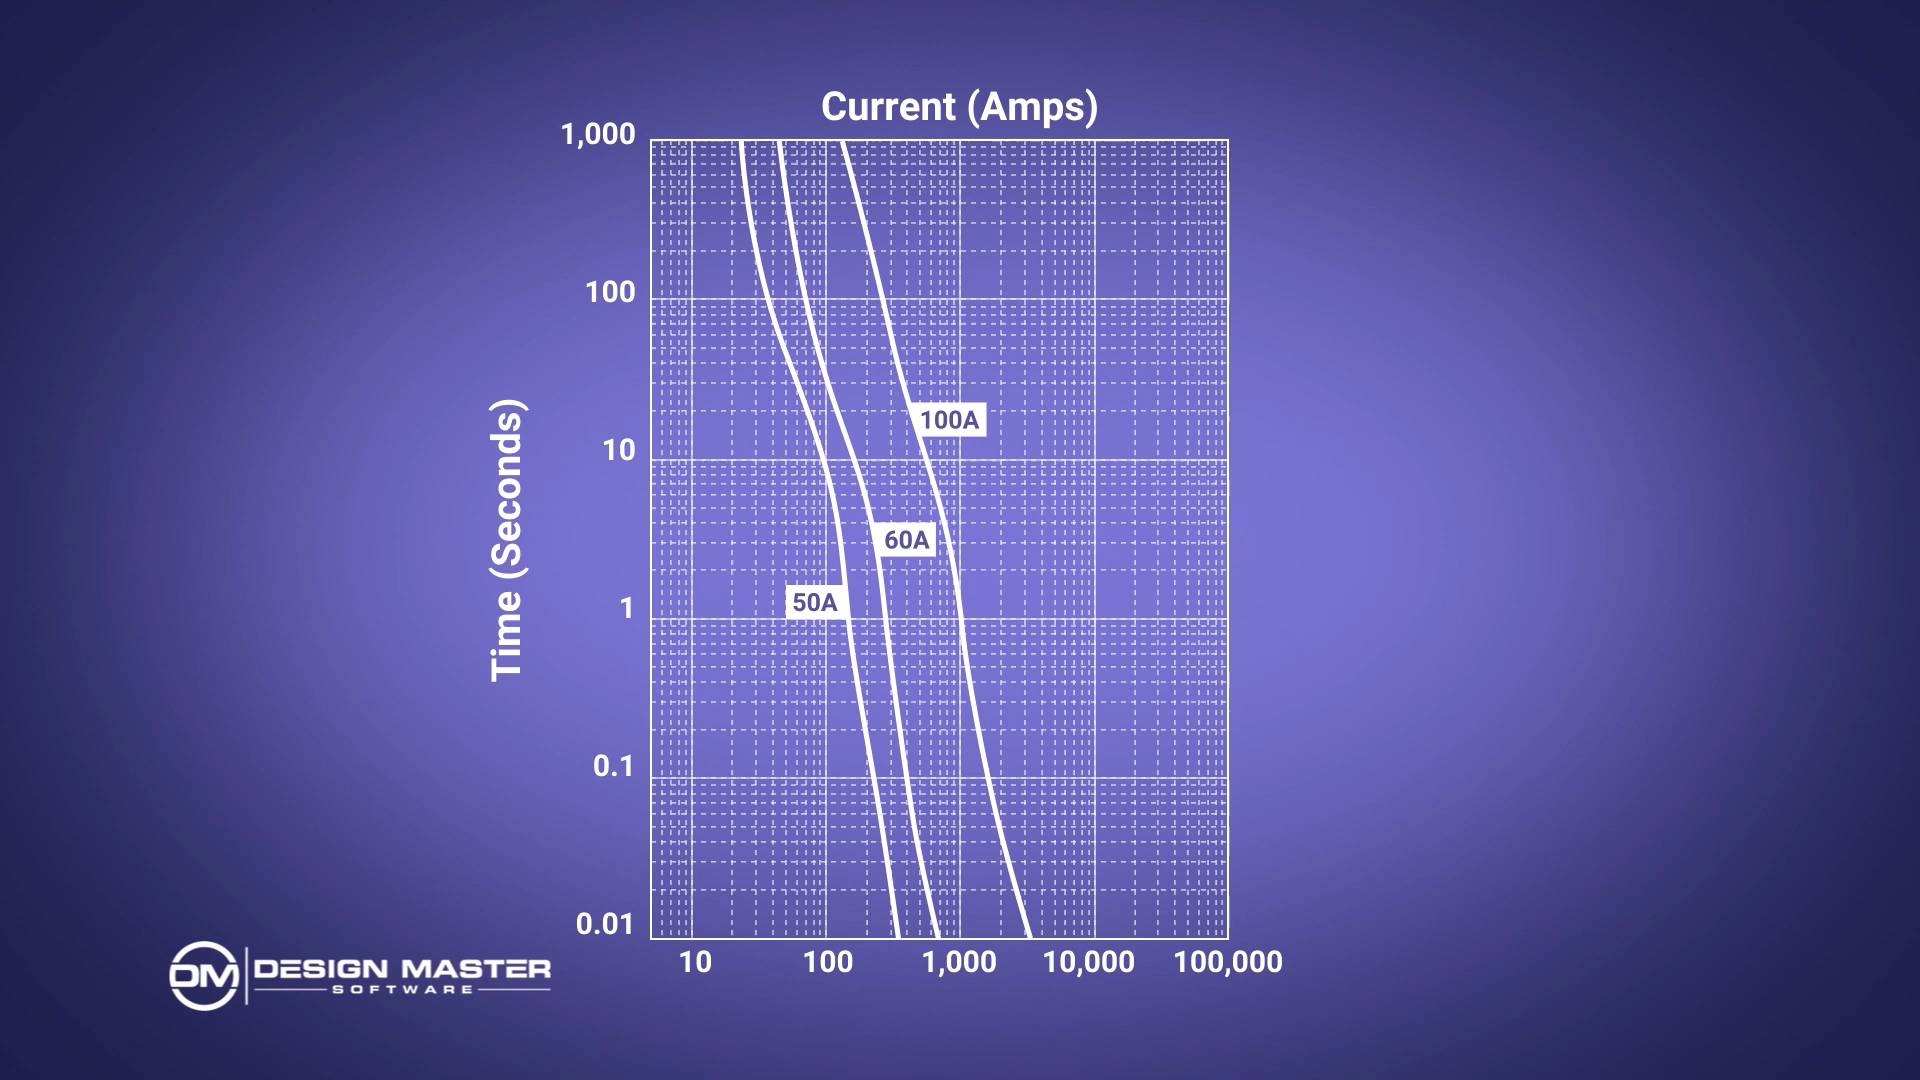 Current (Amps)
1,000
100
10
1
0.1
0.01
Time (Seconds)
100A
60A
50A
10 100 1,000 10,000 100,000
DM DESIGN MASTER
SOFTWARE